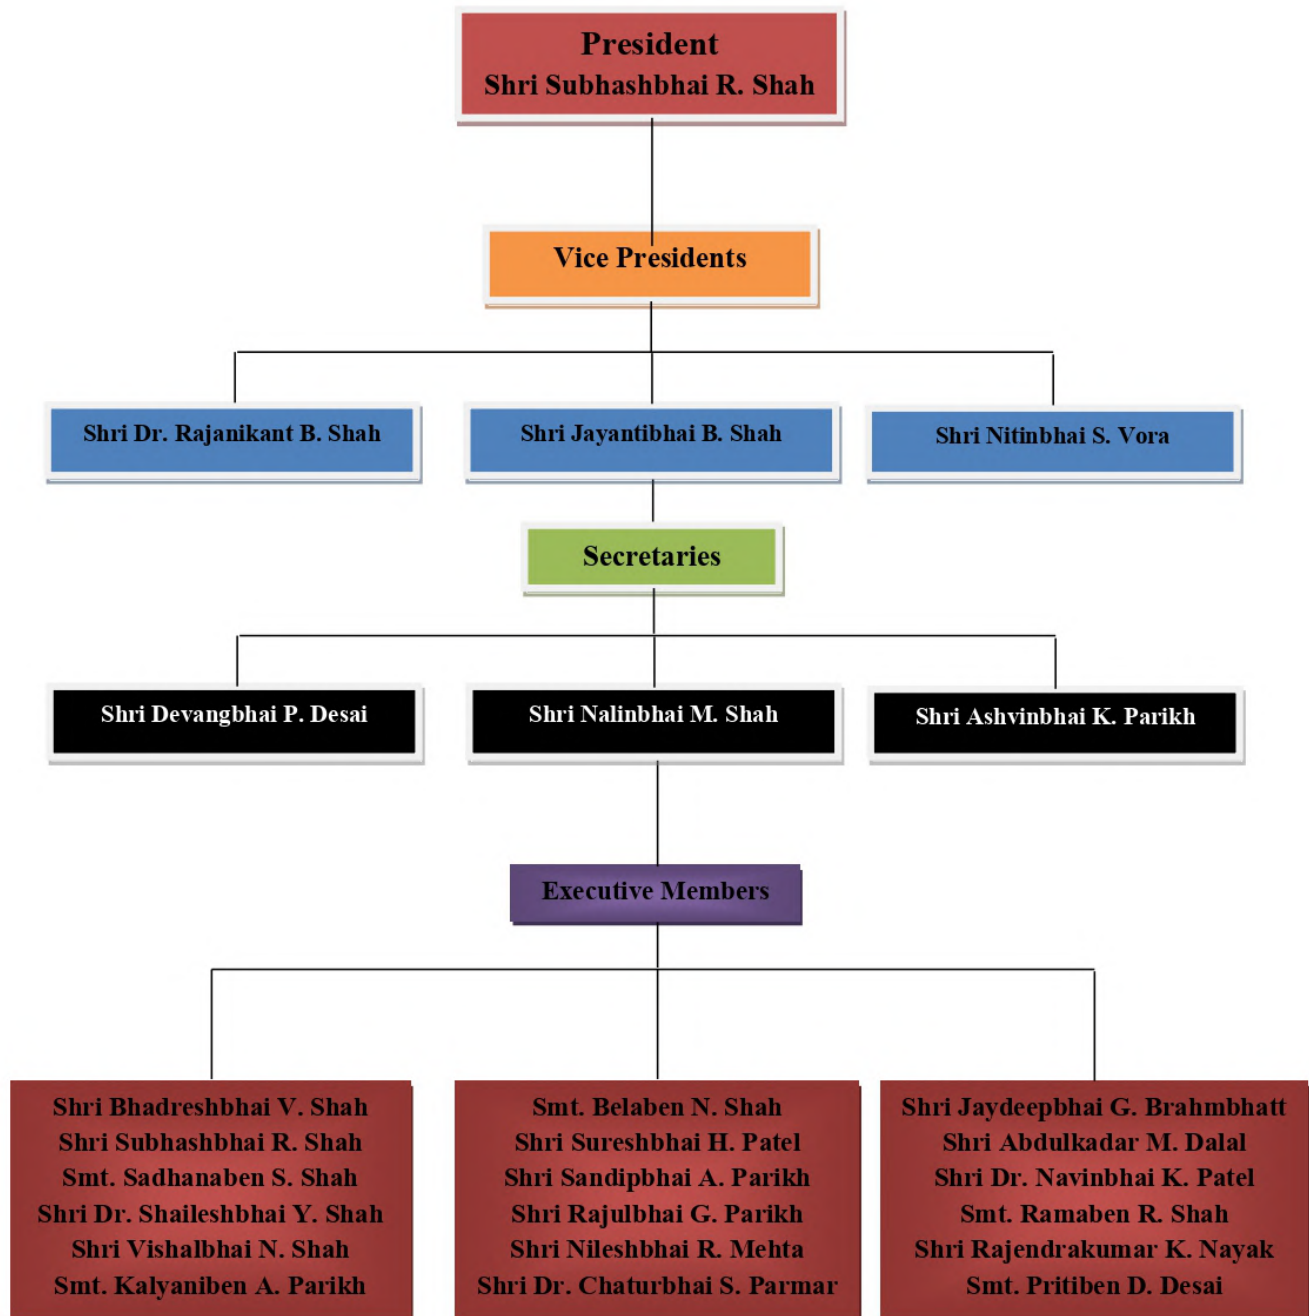 President
Shri Subhashbhai R. Shah
Vice Presidents
Shri Dr. Rajanikant B. Shah
Shri Jayantibhai B. Shah
Shri Nitinbhai S. Vora
Secretaries
Shri Devangbhai P. Desai
Shri Nalinbhai M. Shah
Shri Ashvinbhai K. Parikh
Executive Members
Shri Bhadreshbhai V. Shah
Shri Subhashbhai R. Shah
Smt. Sadhanaben S. Shah
Shri Dr. Shaileshbhai Y. Shah
Shri Vishalbhai N. Shah
Smt. Kalyaniben A. Parikh
Smt. Belaben N. Shah
Shri Sureshbhai H. Patel
Shri Sandipbhai A. Parikh
Shri Rajulbhai G. Parikh
Shri Nileshbhai R. Mehta
Shri Dr. Chaturbhai S. Parmar
Shri Jaydeepbhai G. Brahmbhatt
Shri Abdulkadar M. Dalal
Shri Dr. Navinbhai K. Patel
Smt. Ramaben R. Shah
Shri Rajendrakumar K. Nayak
Smt. Pritiben D. Desai